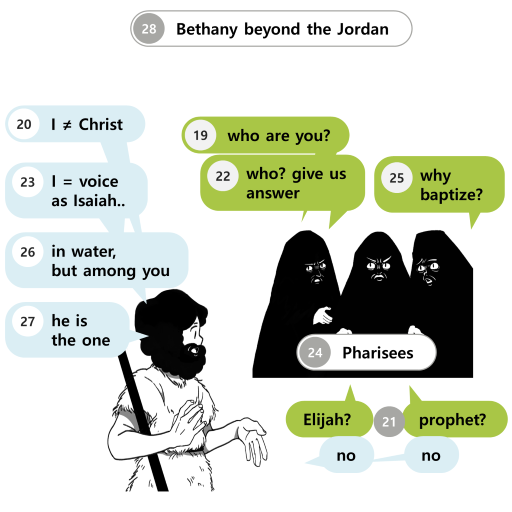 28 Bethany beyond the Jordan
20 I ≠ Christ
19 who are you?
22 who? give us
answer
23 I = voice
as Isaiah..
25 why
baptize?
26 in water,
but among you
27 he is
the one
24 Pharisees
Elijah? 21 prophet?
no no